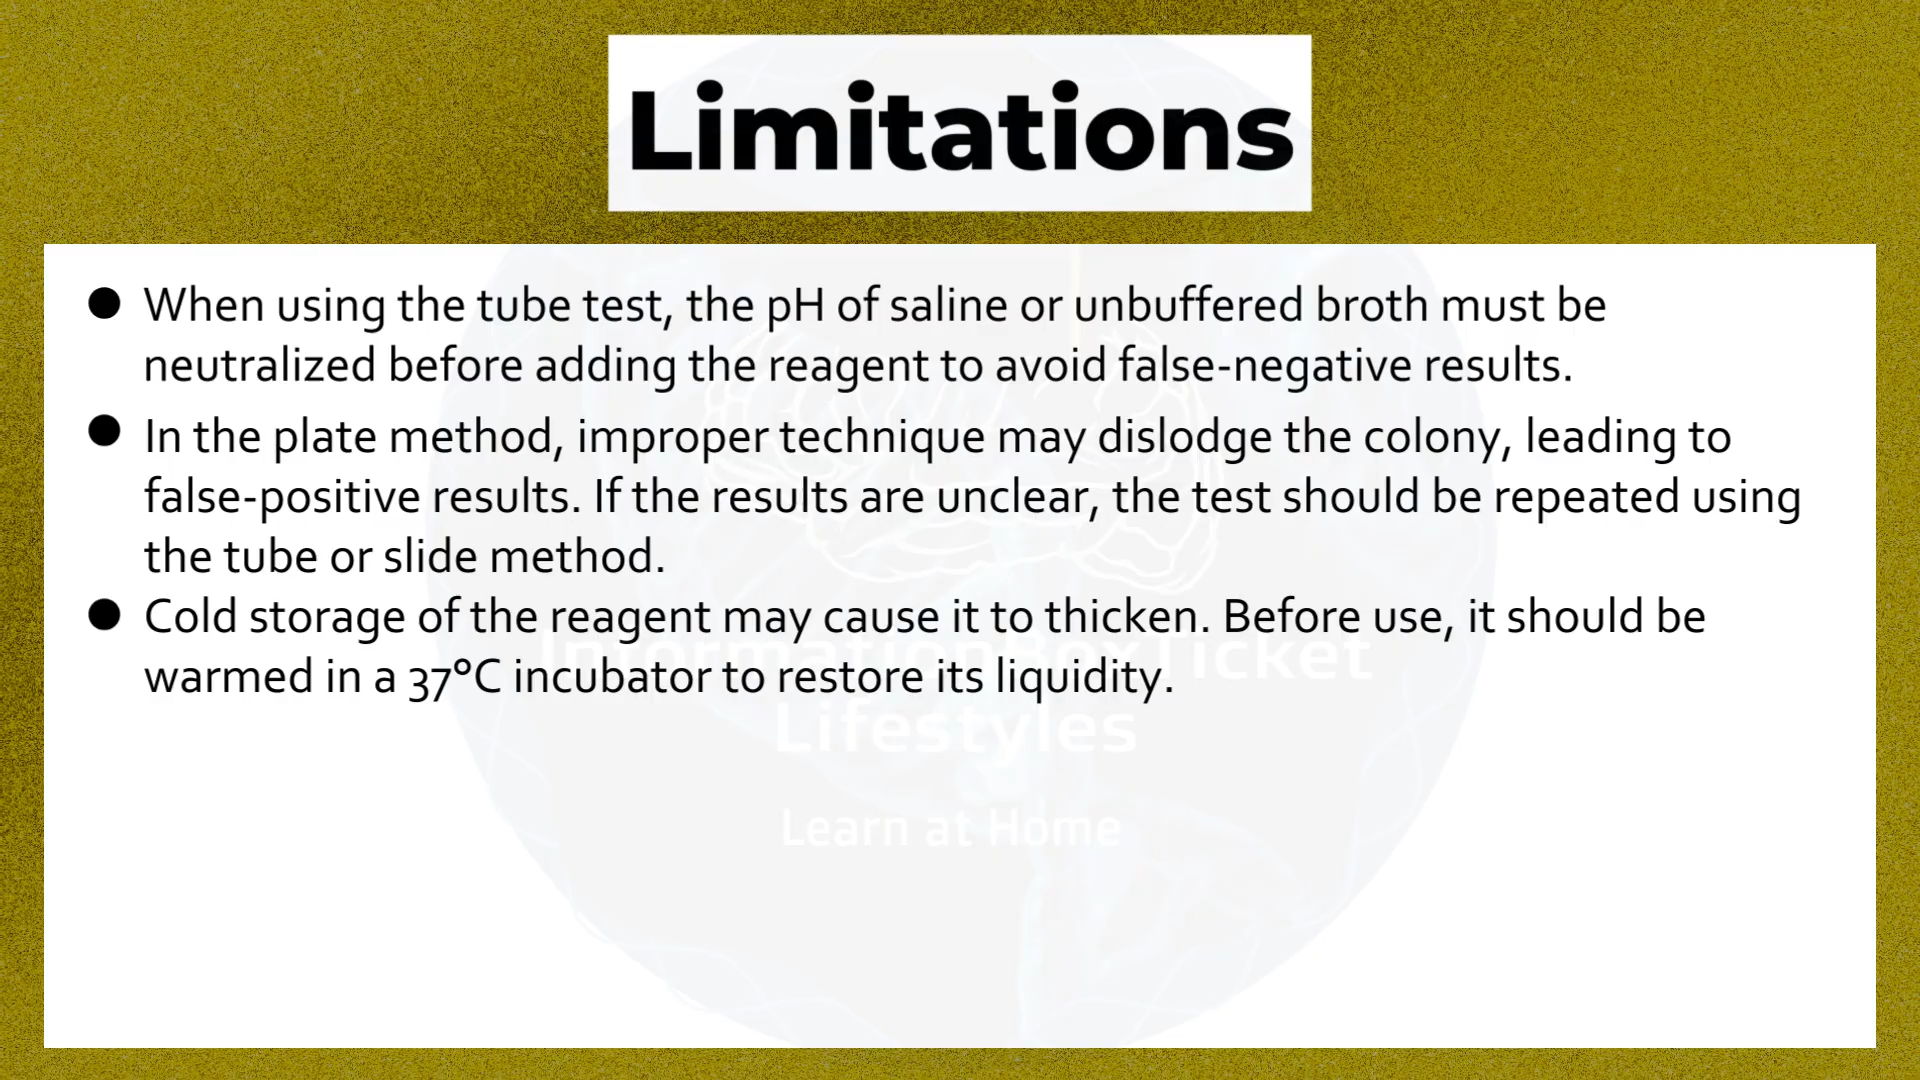 Limitations
● When using the tube test, the pH of saline or unbuffered broth must be
neutralized before adding the reagent to avoid false-negative results.
● In the plate method, improper technique may dislodge the colony, leading to
false-positive results. If the results are unclear, the test should be repeated using
the tube or slide method.
● Cold storage of the reagent may cause it to thicken. Before use, it should be
warmed in a 37°C incubator to restore its liquidity.
InformationBoxTicket
Lifestyles
Learn at Home